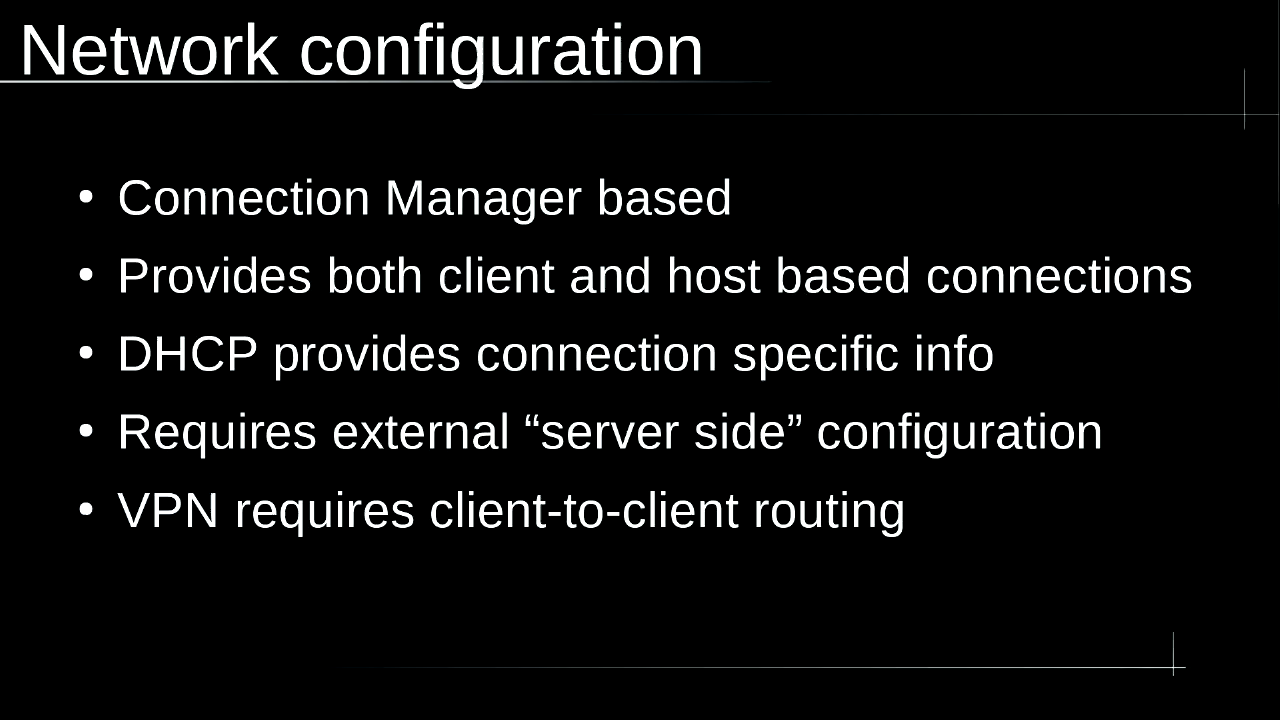 Network configuration
• Connection Manager based
• Provides both client and host based connections
• DHCP provides connection specific info
• Requires external “server side” configuration
• VPN requires client-to-client routing